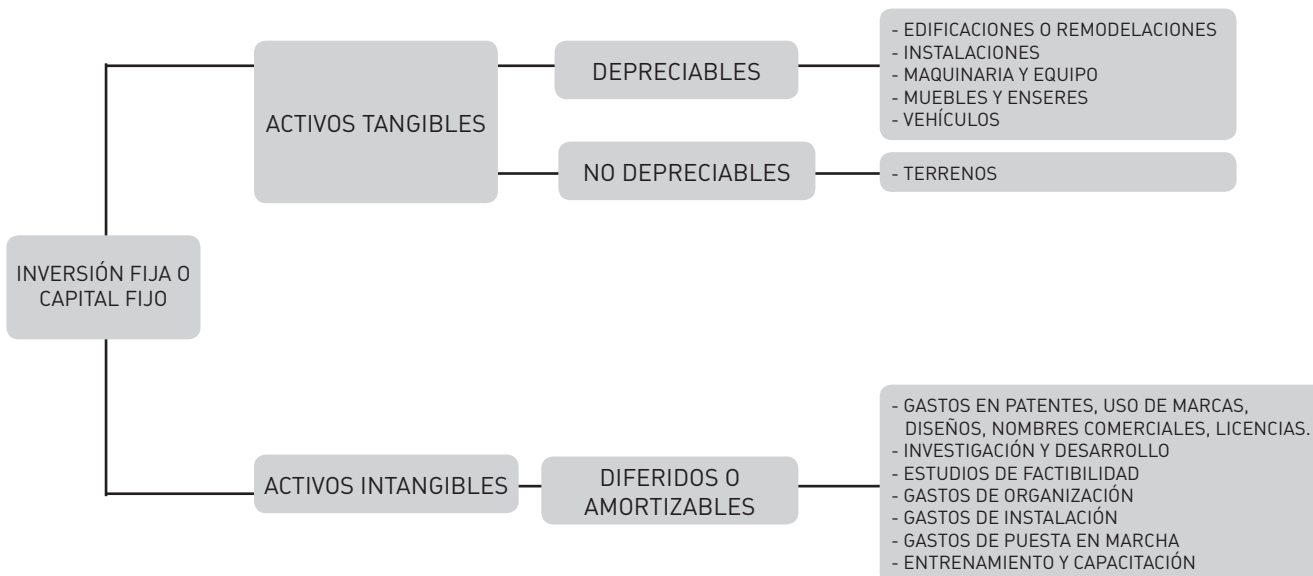 INVERSIÓN FIJA O
CAPITAL FIJO
ACTIVOS TANGIBLES
DEPRECIABLES
- EDIFICACIONES O REMODELACIONES
- INSTALACIONES
- MAQUINARIA Y EQUIPO
- MUEBLES Y ENSERES
- VEHÍCULOS
NO DEPRECIABLES
- TERRENOS
ACTIVOS INTANGIBLES
DIFERIDOS O
AMORTIZABLES
- GASTOS EN PATENTES, USO DE MARCAS,
DISEÑOS, NOMBRES COMERCIALES, LICENCIAS.
- INVESTIGACIÓN Y DESARROLLO
- ESTUDIOS DE FACTIBILIDAD
- GASTOS DE ORGANIZACIÓN
- GASTOS DE INSTALACIÓN
- GASTOS DE PUESTA EN MARCHA
- ENTRENAMIENTO Y CAPACITACIÓN